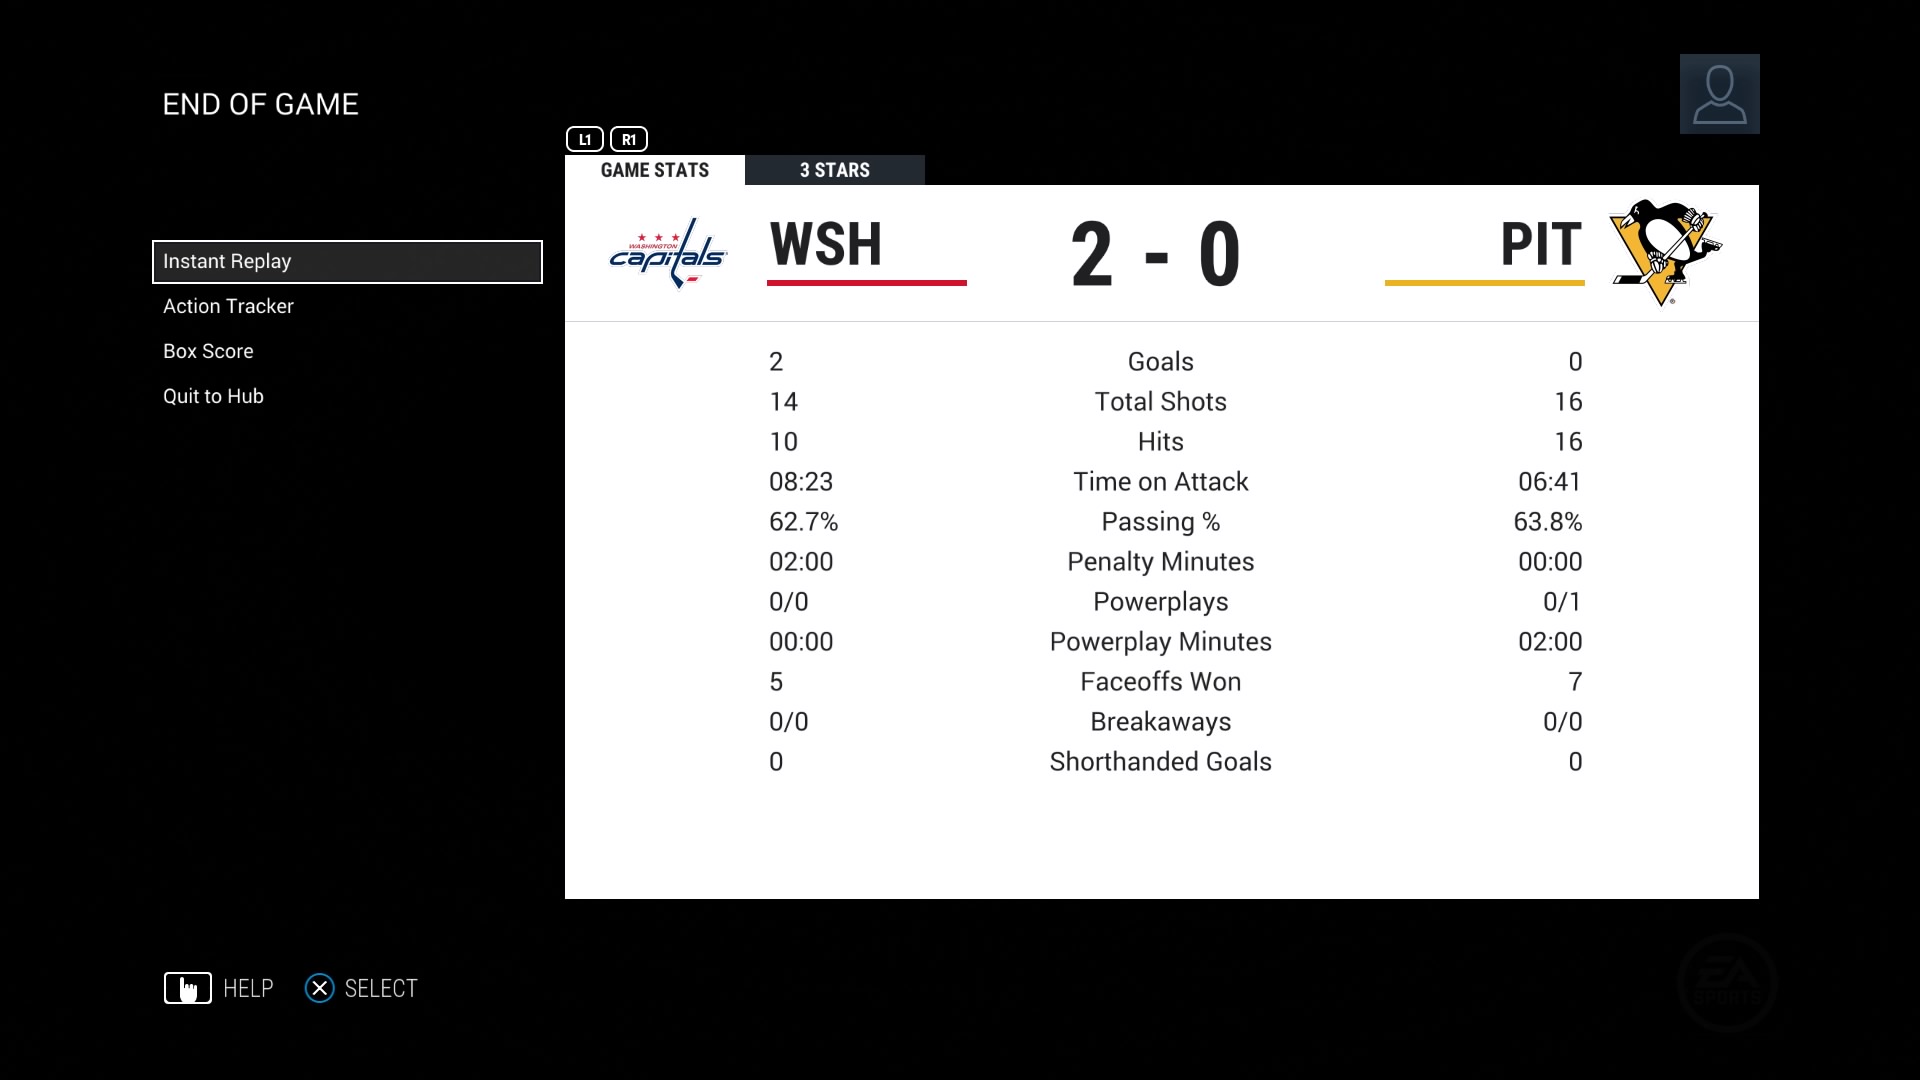 END OF GAME
L1 R1
GAME STATS 3 STARS
Instant Replay
Action Tracker
Box Score
Quit to Hub
WASHINGTON
capitals
WSH 2 - 0 PIT
®
2 Goals 0
14 Total Shots 16
10 Hits 16
08:23 Time on Attack 06:41
62.7% Passing % 63.8%
02:00 Penalty Minutes 00:00
0/0 Powerplays 0/1
00:00 Powerplay Minutes 02:00
5 Faceoffs Won 7
0/0 Breakaways 0/0
0 Shorthanded Goals 0
HELP SELECT
EA
SPORTS